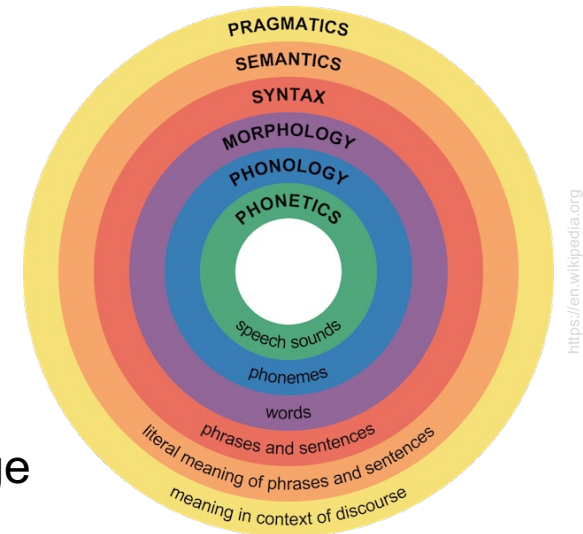 PRAGMATICS
SEMANTICS
SYNTAX
MORPHOLOGY
PHONOLOGY
PHONETICS
speech sounds
phonemes
words
phrases and sentences
literal meaning of phrases and sentences
meaning in context of discourse
ge
https://en.wikipedia.org